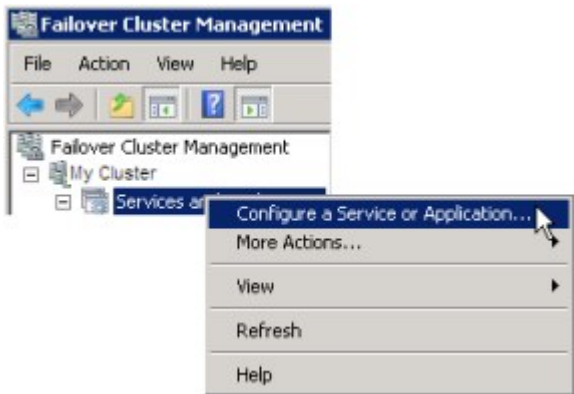 Failover Cluster Management
File Action View Help
Failover Cluster Management
My Cluster
Services
Configure a Service or Application...
More Actions...
View
Refresh
Help